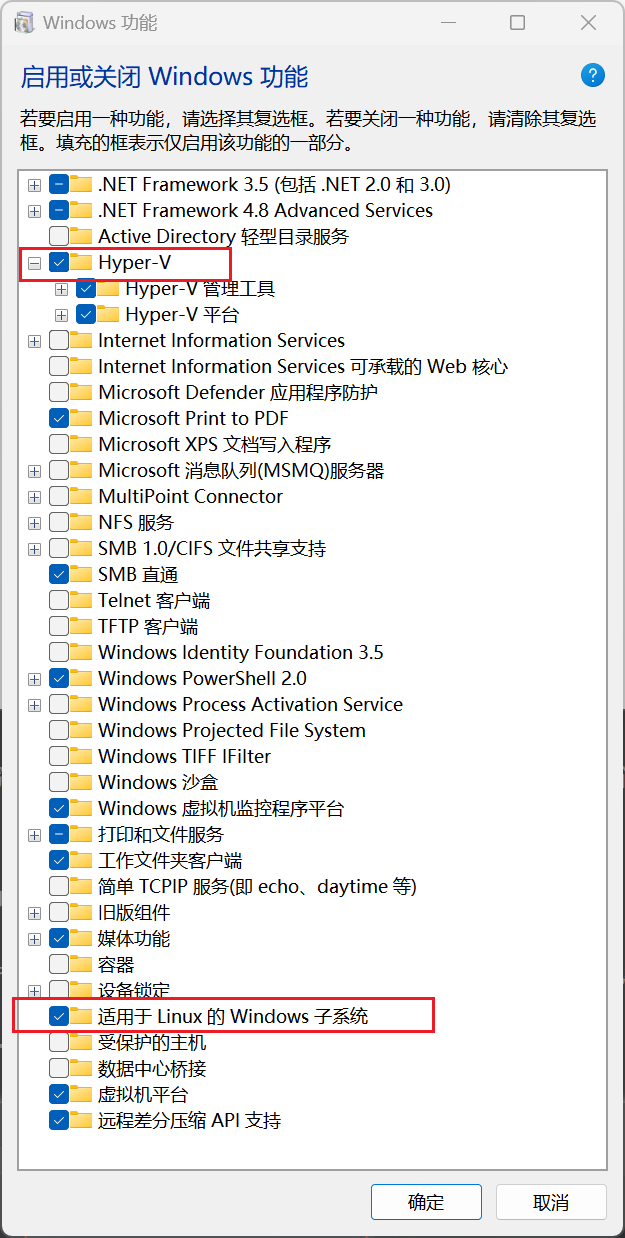 Windows 功能
启用或关闭 Windows 功能
?
若要启用一种功能，请选择其复选框。若要关闭一种功能，请清除其复选
框。填充的框表示仅启用该功能的一部分。
.NET Framework 3.5 (包括 .NET 2.0 和 3.0)
.NET Framework 4.8 Advanced Services
Active Directory 轻型目录服务
Hyper-V
Hyper-V 管理工具
Hyper-V 平台
Internet Information Services
Internet Information Services 可承载的 Web 核心
Microsoft Defender 应用程序防护
Microsoft Print to PDF
Microsoft XPS 文档写入程序
Microsoft 消息队列(MSMQ)服务器
MultiPoint Connector
NFS 服务
SMB 1.0/CIFS 文件共享支持
SMB 直通
Telnet 客户端
TFTP 客户端
Windows Identity Foundation 3.5
Windows PowerShell 2.0
Windows Process Activation Service
Windows Projected File System
Windows TIFF IFilter
Windows 沙盒
Windows 虚拟机监控程序平台
打印和文件服务
工作文件夹客户端
简单 TCPIP 服务(即 echo、daytime 等)
旧版组件
媒体功能
容器
设备锁定
适用于 Linux 的 Windows 子系统
受保护的主机
数据中心桥接
虚拟机平台
远程差分压缩 API 支持
确定
取消